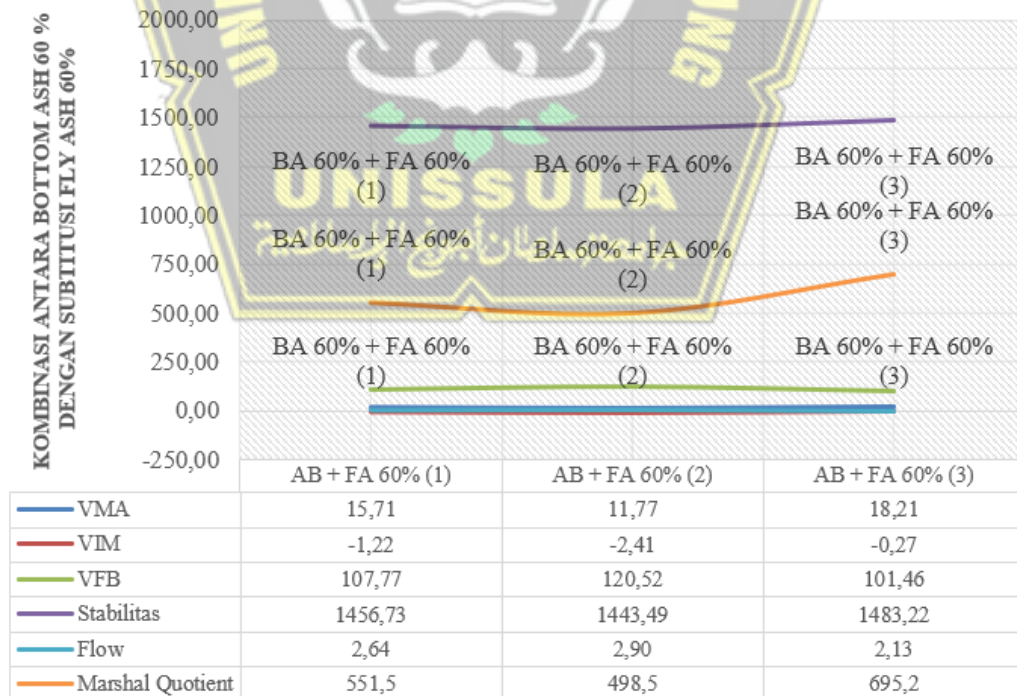 KOMBINASI ANTARA BOTTOM ASH 60 %
DENGAN SUBTITUSI FLY ASH 60%
2000,00
1750,00
1500,00
1250,00
1000,00
750,00
500,00
250,00
0,00
-250,00
BA 60% + FA 60%
(1)
BA 60% + FA 60%
(2)
BA 60% + FA 60%
(3)
UNISSULA
BA 60% + FA 60%
(1)
BA 60% + FA 60%
(2)
BA 60% + FA 60%
(3)
BA 60% + FA 60%
(1)
BA 60% + FA 60%
(2)
BA 60% + FA 60%
(3)
AB + FA 60% (1) AB + FA 60% (2) AB + FA 60% (3)
VMA 15,71 11,77 18,21
VIM -1,22 -2,41 -0,27
VFB 107,77 120,52 101,46
Stabilitas 1456,73 1443,49 1483,22
Flow 2,64 2,90 2,13
Marshal Quotient 551,5 498,5 695,2